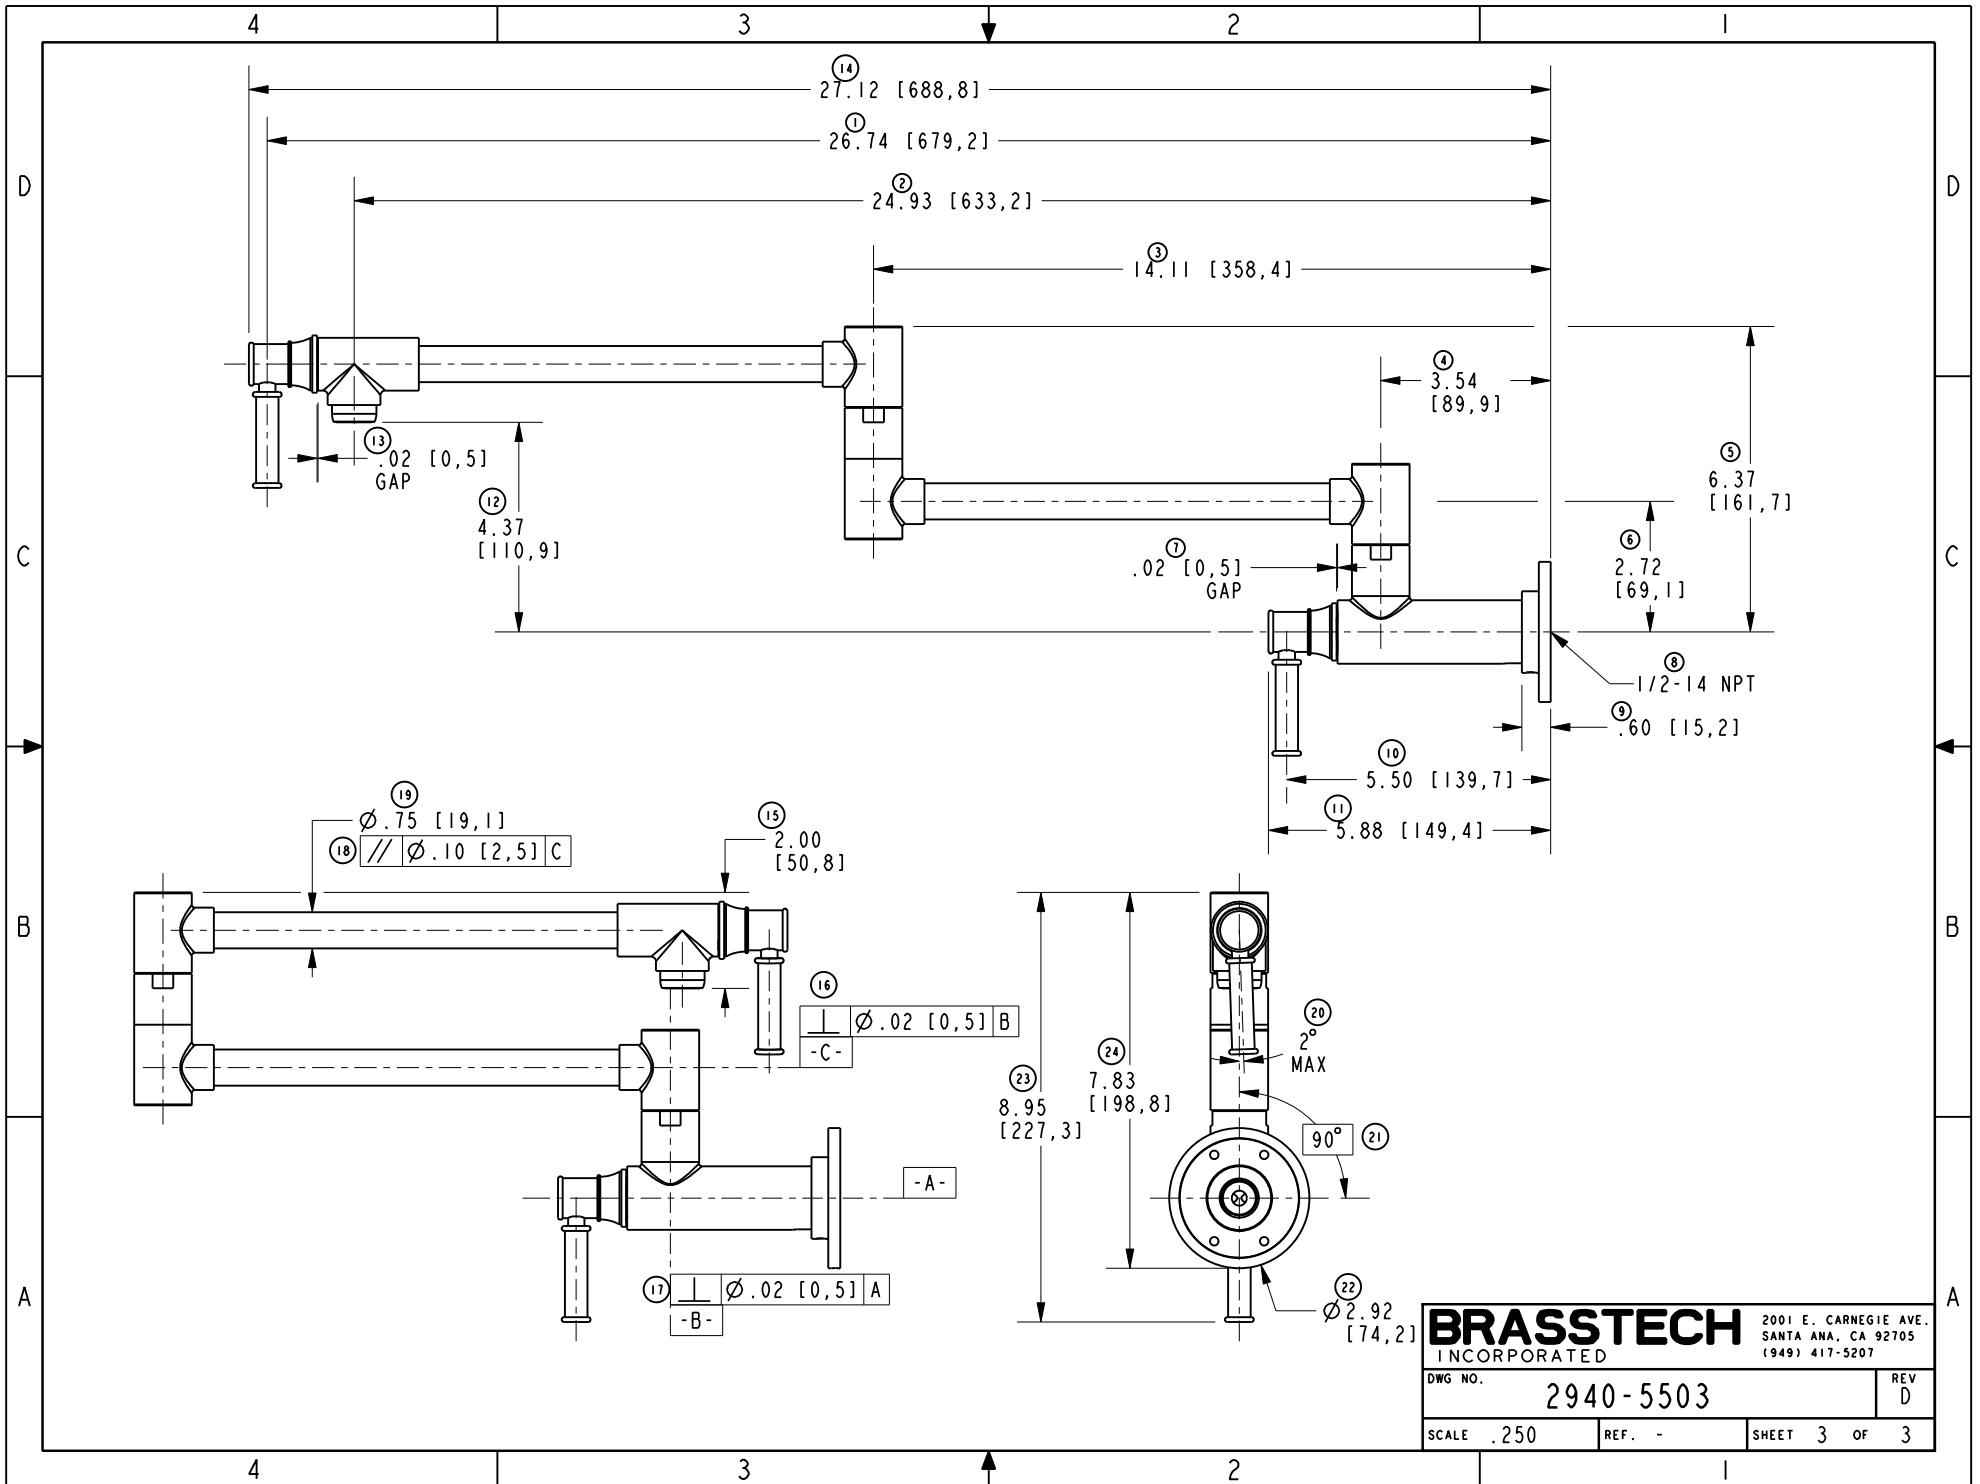 4 3 2 1
14
27.12 [688,8]
1
26.74 [679,2]
2
24.93 [633,2]
3
14.11 [358,4]
D D
4
3.54
[89,9]
5
6.37
[161,7]
13
.02 [0,5]
GAP
12
4.37
[110,9]
7
.02 [0,5]
GAP
6
2.72
[69,1]
C C
8
1/2-14 NPT
9
.60 [15,2]
10
5.50 [139,7]
11
5.88 [149,4]
19
Ø.75 [19,1]
18 // Ø.10 [2,5] C
15
2.00
[50,8]
B B
16
⊥ Ø.02 [0,5] B
-C-
20
2°
MAX
24
7.83
[198,8]
23
8.95
[227,3]
90° 21
-A-
17 ⊥ Ø.02 [0,5] A
-B-
22
Ø2.92
[74,2]
A A
BRASSTECH
INCORPORATED
2001 E. CARNEGIE AVE.
SANTA ANA, CA 92705
(949) 417-5207
DWG NO.
2940-5503
REV
D
SCALE .250 REF. - SHEET 3 OF 3
4 3 2 1